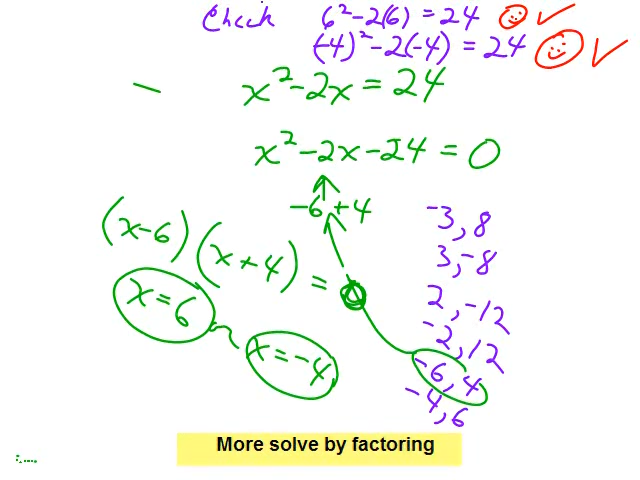 Check 6²-2(6)=24
(-4)²-2(-4)=24
x²-2x=24
x²-2x-24=0
-6+4
(x-6)(x+4)=0
x=6
x=-4
-3,8
3,-8
2,-12
-2,12
-6,4
-4,6
More solve by factoring